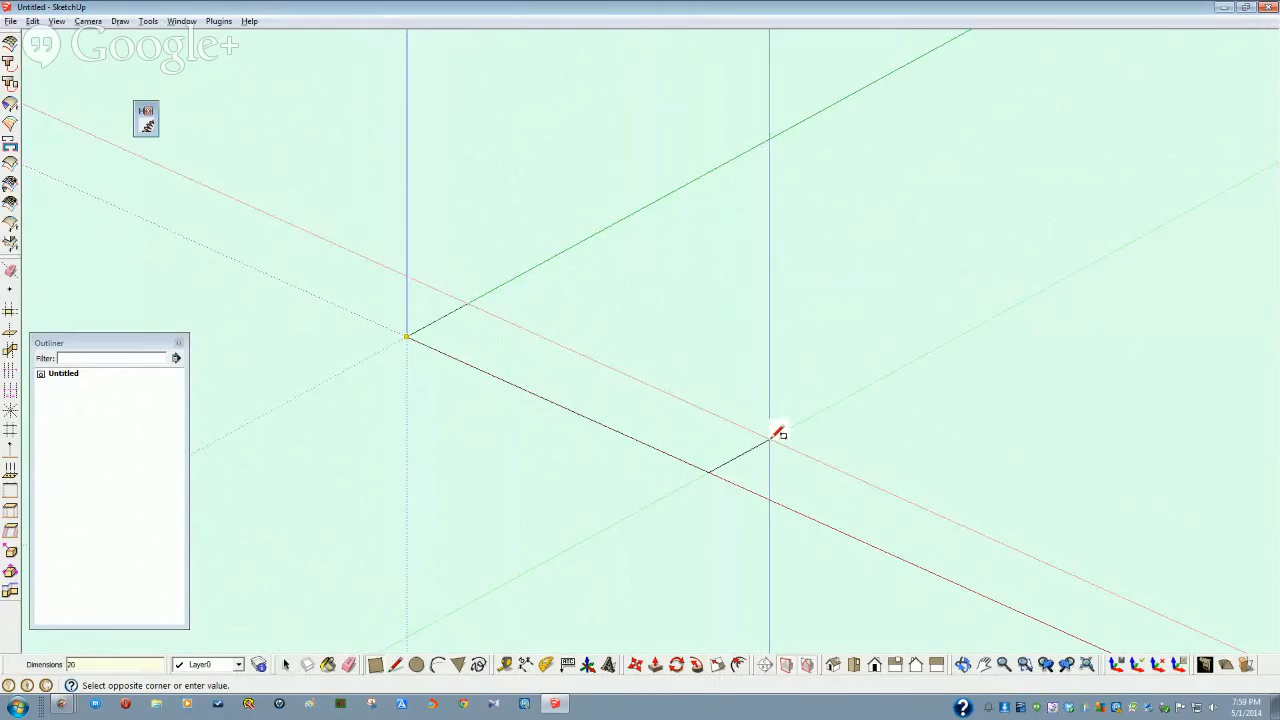 Untitled - SketchUp
File Edit View Camera Draw Tools Window Plugins Help
Google+
Outliner
Filter:
Untitled
Dimensions 20
Layer0
Select opposite corner or enter value.
7:59 PM
5/1/2014